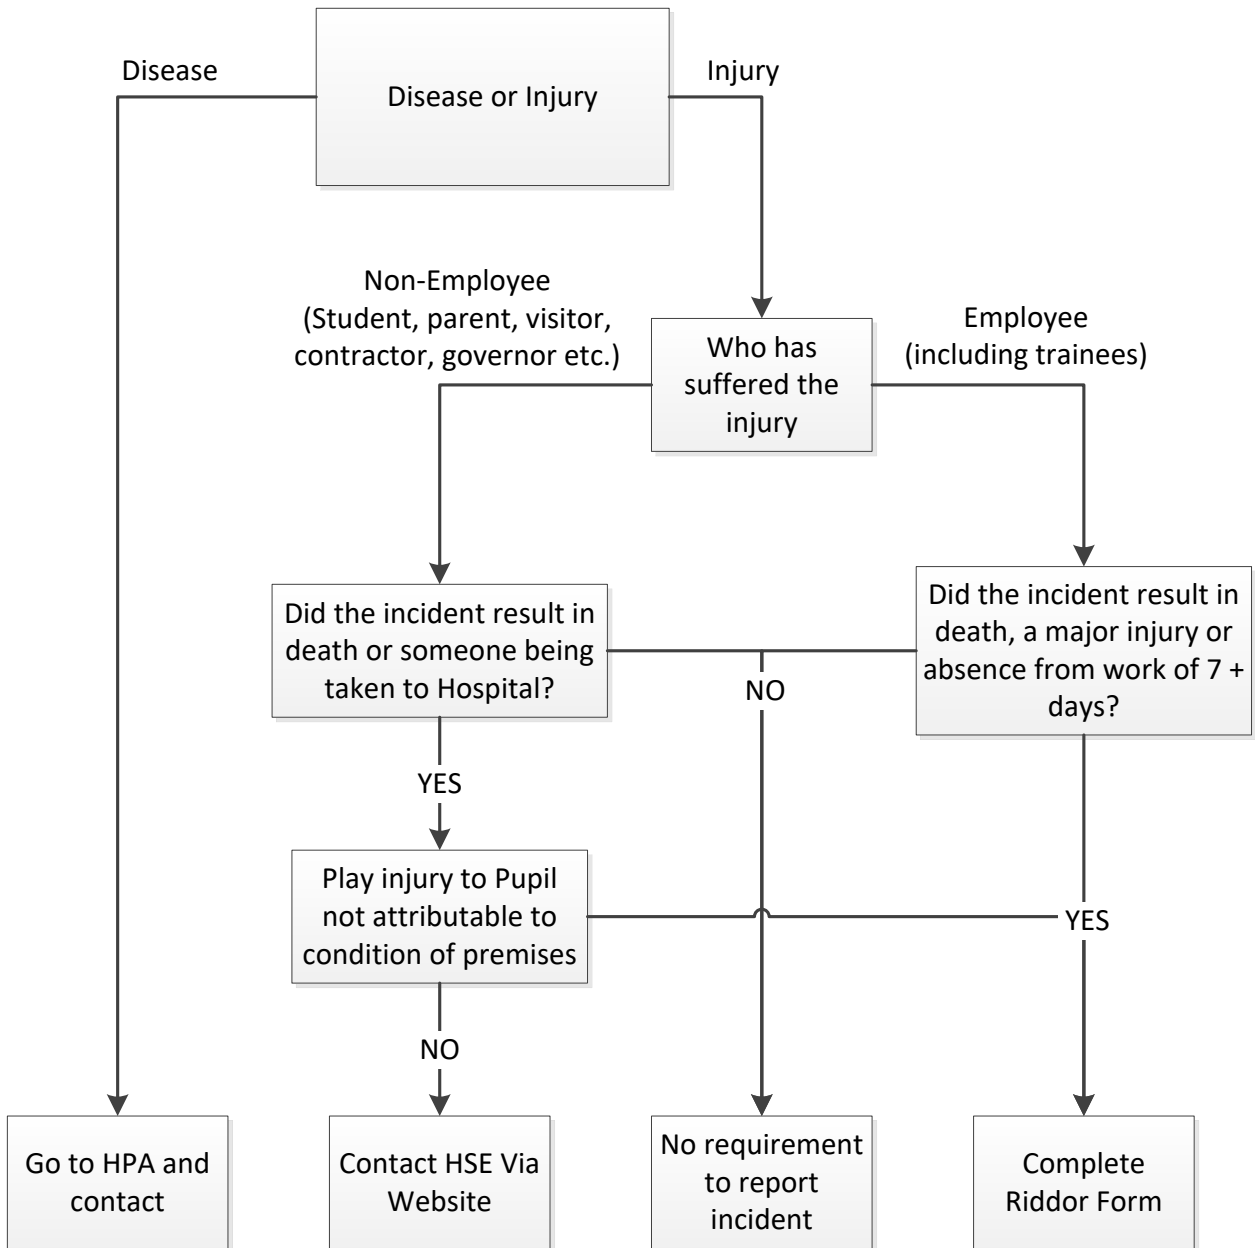 Disease
Injury
Disease or Injury
Non-Employee
(Student, parent, visitor,
contractor, governor etc.)
Employee
(including trainees)
Who has
suffered the
injury
Did the incident result in
death or someone being
taken to Hospital?
Did the incident result in
death, a major injury or
absence from work of 7 +
days?
NO
YES
Play injury to Pupil
not attributable to
condition of premises
YES
NO
Go to HPA and
contact
Contact HSE Via
Website
No requirement
to report
incident
Complete
Riddor Form